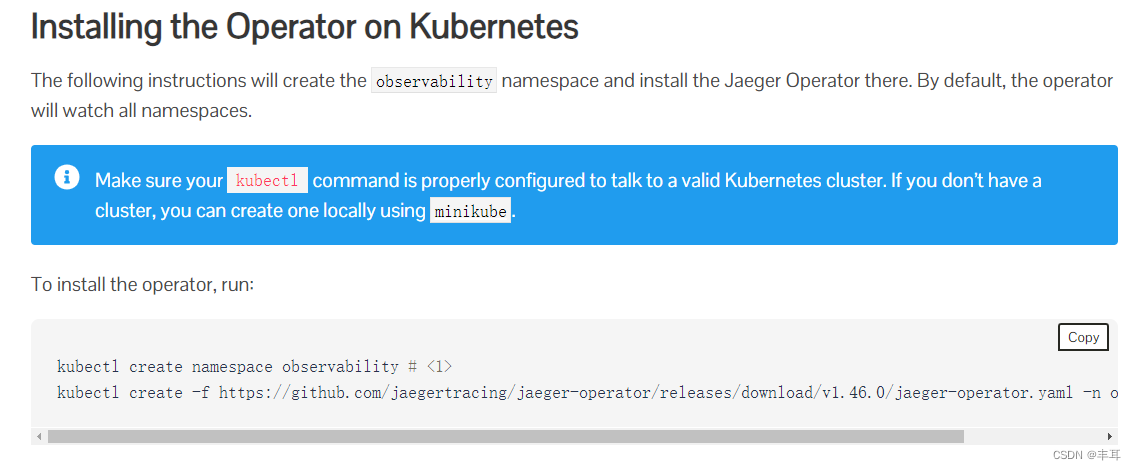 Installing the Operator on Kubernetes
The following instructions will create the observability namespace and install the Jaeger Operator there. By default, the operator
will watch all namespaces.
Make sure your kubectl command is properly configured to talk to a valid Kubernetes cluster. If you don't have a
cluster, you can create one locally using minikube.
To install the operator, run:
Copy
kubectl create namespace observability # <1>
kubectl create -f https://github.com/jaegertracing/jaeger-operator/releases/download/v1.46.0/jaeger-operator.yaml -n o
CSDN @丰耳